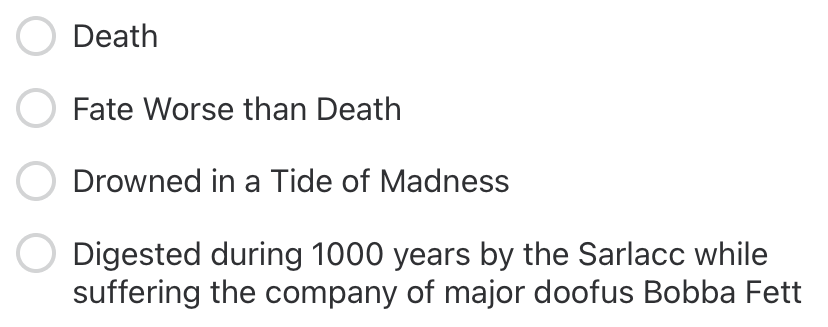 Death
Fate Worse than Death
Drowned in a Tide of Madness
Digested during 1000 years by the Sarlacc while
suffering the company of major doofus Bobba Fett